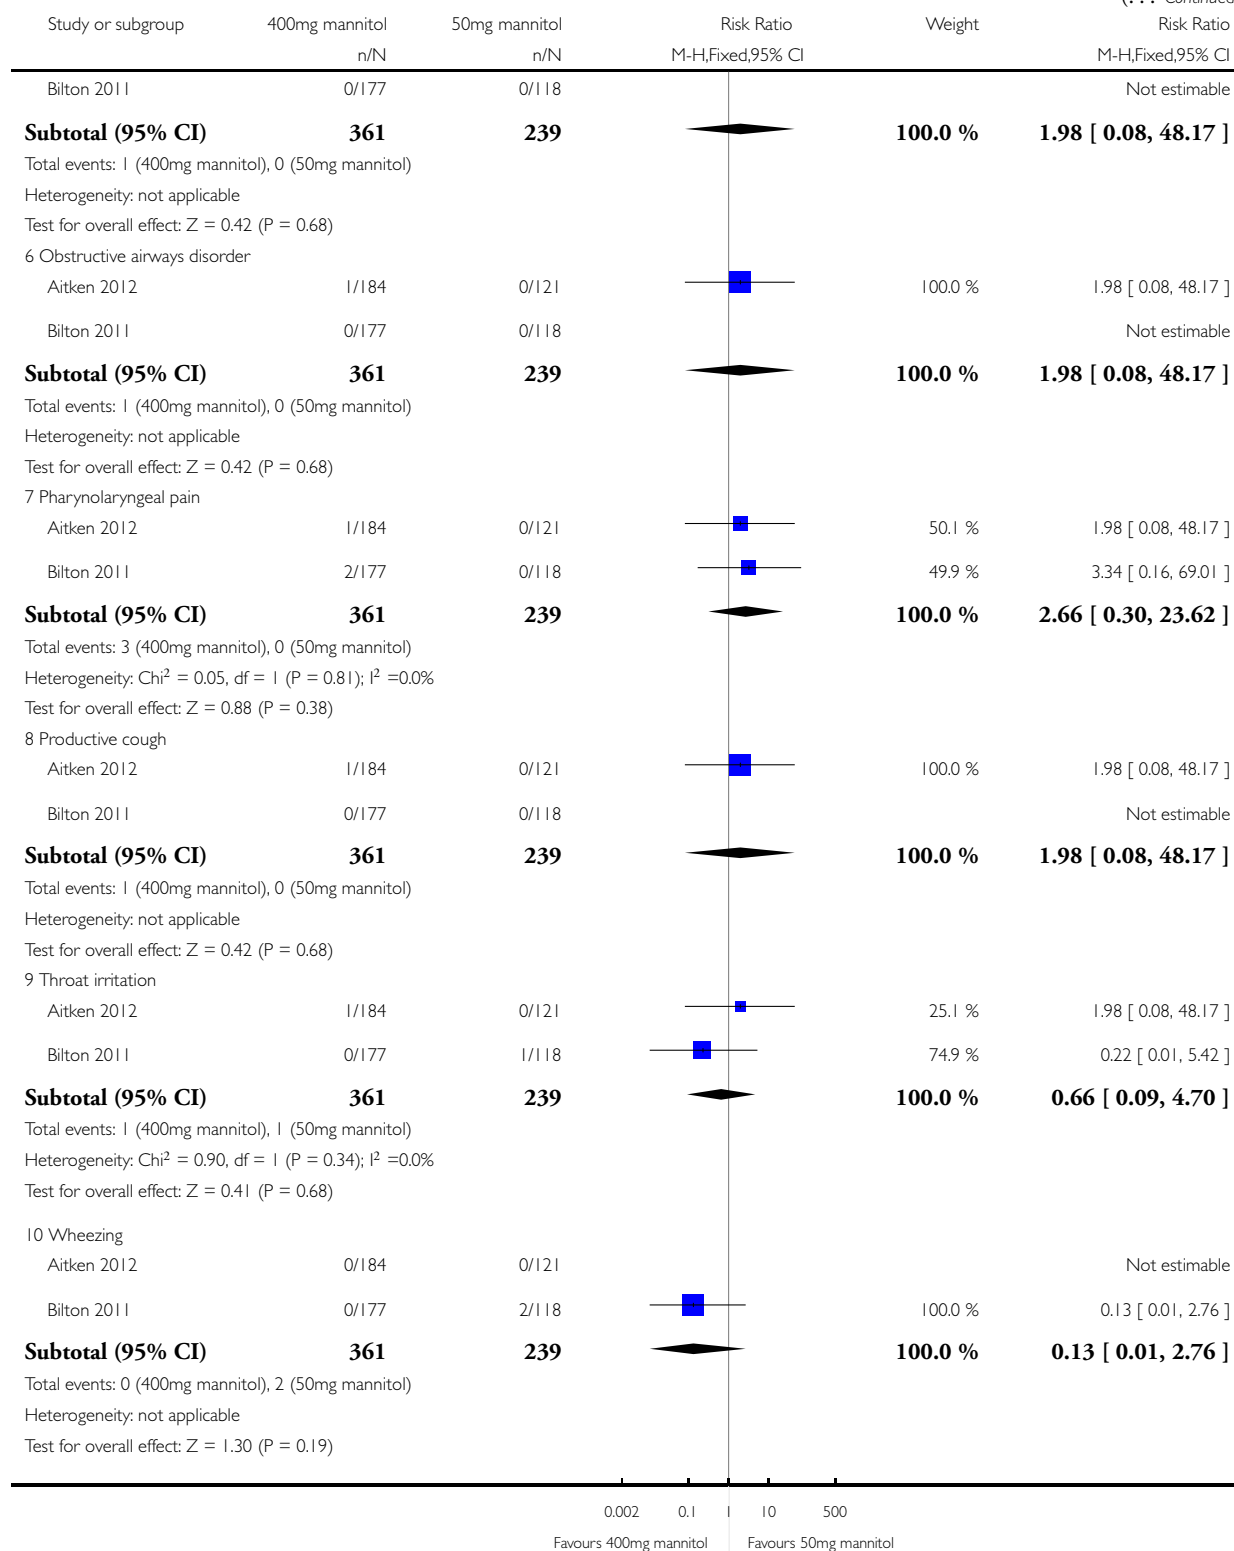 (. . . Continued
Study or subgroup 400mg mannitol 50mg mannitol Risk Ratio Weight Risk Ratio
n/N n/N M-H,Fixed,95% CI M-H,Fixed,95% CI
Bilton 2011 0/177 0/118 Not estimable
Subtotal (95% CI) 361 239 100.0 % 1.98 [ 0.08, 48.17 ]
Total events: 1 (400mg mannitol), 0 (50mg mannitol)
Heterogeneity: not applicable
Test for overall effect: Z = 0.42 (P = 0.68)
6 Obstructive airways disorder
Aitken 2012 1/184 0/121 100.0 % 1.98 [ 0.08, 48.17 ]
Bilton 2011 0/177 0/118 Not estimable
Subtotal (95% CI) 361 239 100.0 % 1.98 [ 0.08, 48.17 ]
Total events: 1 (400mg mannitol), 0 (50mg mannitol)
Heterogeneity: not applicable
Test for overall effect: Z = 0.42 (P = 0.68)
7 Pharynolaryngeal pain
Aitken 2012 1/184 0/121 50.1 % 1.98 [ 0.08, 48.17 ]
Bilton 2011 2/177 0/118 49.9 % 3.34 [ 0.16, 69.01 ]
Subtotal (95% CI) 361 239 100.0 % 2.66 [ 0.30, 23.62 ]
Total events: 3 (400mg mannitol), 0 (50mg mannitol)
Heterogeneity: Chi² = 0.05, df = 1 (P = 0.81); I² =0.0%
Test for overall effect: Z = 0.88 (P = 0.38)
8 Productive cough
Aitken 2012 1/184 0/121 100.0 % 1.98 [ 0.08, 48.17 ]
Bilton 2011 0/177 0/118 Not estimable
Subtotal (95% CI) 361 239 100.0 % 1.98 [ 0.08, 48.17 ]
Total events: 1 (400mg mannitol), 0 (50mg mannitol)
Heterogeneity: not applicable
Test for overall effect: Z = 0.42 (P = 0.68)
9 Throat irritation
Aitken 2012 1/184 0/121 25.1 % 1.98 [ 0.08, 48.17 ]
Bilton 2011 0/177 1/118 74.9 % 0.22 [ 0.01, 5.42 ]
Subtotal (95% CI) 361 239 100.0 % 0.66 [ 0.09, 4.70 ]
Total events: 1 (400mg mannitol), 1 (50mg mannitol)
Heterogeneity: Chi² = 0.90, df = 1 (P = 0.34); I² =0.0%
Test for overall effect: Z = 0.41 (P = 0.68)
10 Wheezing
Aitken 2012 0/184 0/121 Not estimable
Bilton 2011 0/177 2/118 100.0 % 0.13 [ 0.01, 2.76 ]
Subtotal (95% CI) 361 239 100.0 % 0.13 [ 0.01, 2.76 ]
Total events: 0 (400mg mannitol), 2 (50mg mannitol)
Heterogeneity: not applicable
Test for overall effect: Z = 1.30 (P = 0.19)
0.002 0.1 1 10 500
Favours 400mg mannitol Favours 50mg mannitol